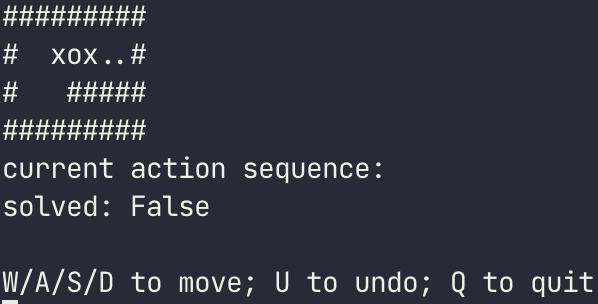 #########
#  xox..#
#   #####
#########
current action sequence:
solved: False

W/A/S/D to move; U to undo; Q to quit